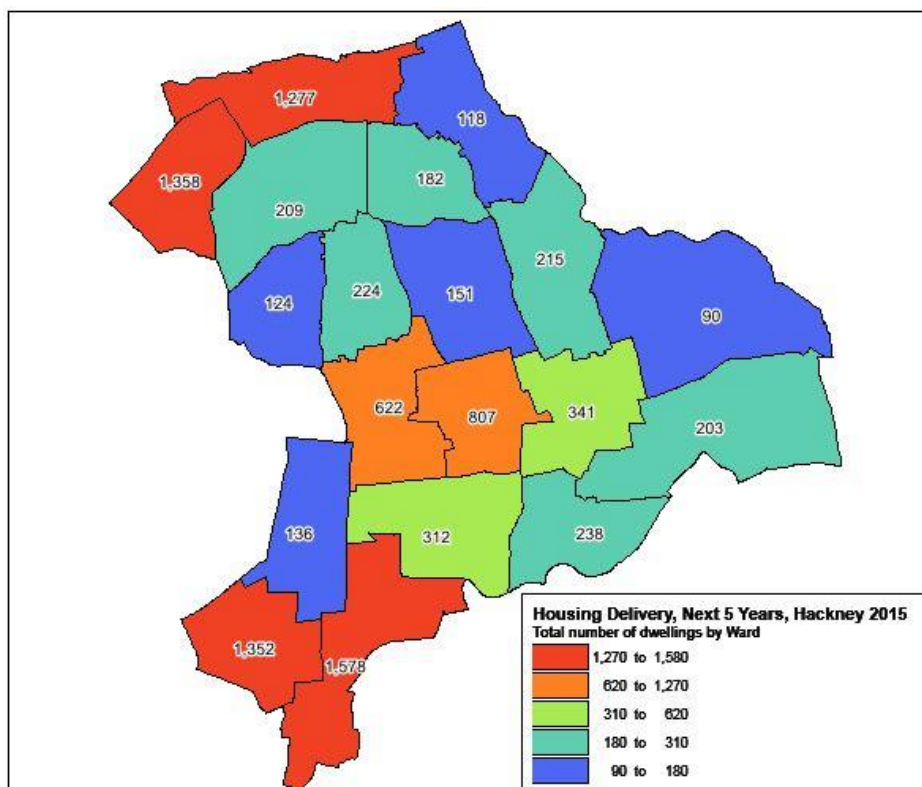 1,277
118
1,358
182
209
215
124
224
151
90
622
807
341
203
136
312
238
1,352
1,578
Housing Delivery, Next 5 Years, Hackney 2015
Total number of dwellings by Ward
1,270 to 1,580
620 to 1,270
310 to 620
180 to 310
90 to 180